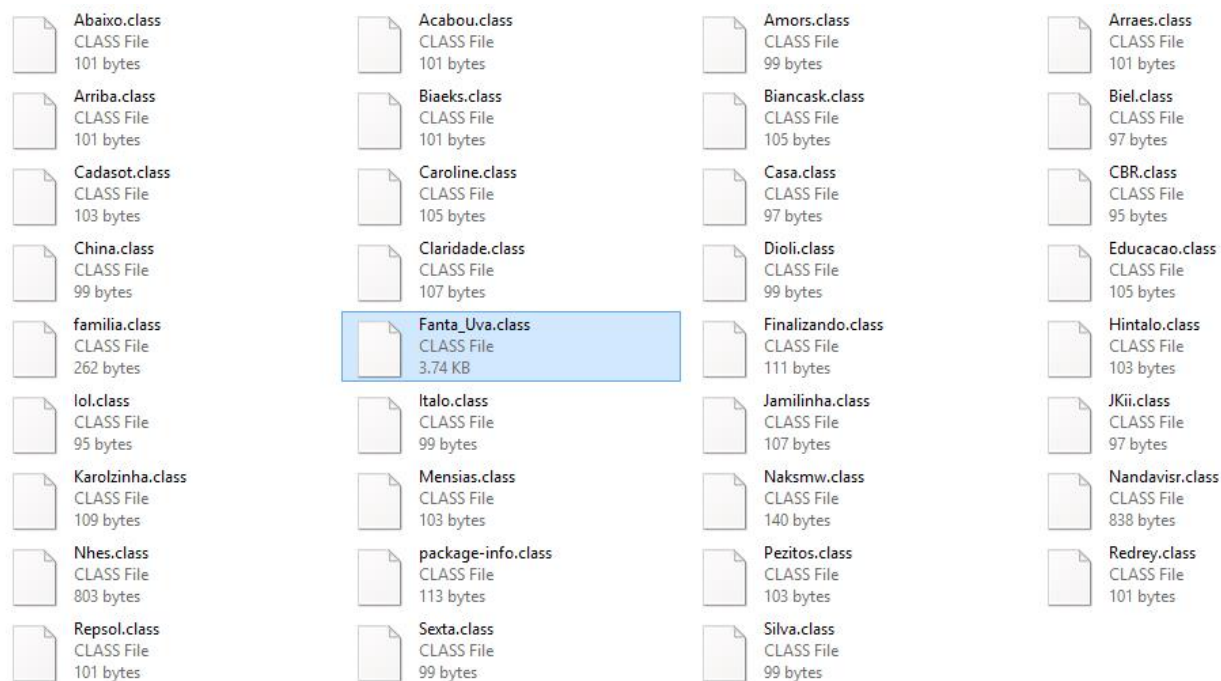 Abaixo.class
CLASS File
101 bytes
Acabou.class
CLASS File
101 bytes
Amors.class
CLASS File
99 bytes
Arraes.class
CLASS File
101 bytes
Arriba.class
CLASS File
101 bytes
Biaeks.class
CLASS File
101 bytes
Biancask.class
CLASS File
105 bytes
Biel.class
CLASS File
97 bytes
Cadasot.class
CLASS File
103 bytes
Caroline.class
CLASS File
105 bytes
Casa.class
CLASS File
97 bytes
CBR.class
CLASS File
95 bytes
China.class
CLASS File
99 bytes
Claridade.class
CLASS File
107 bytes
Dioli.class
CLASS File
99 bytes
Educacao.class
CLASS File
105 bytes
familia.class
CLASS File
262 bytes
Fanta_Uva.class
CLASS File
3.74 KB
Finalizando.class
CLASS File
111 bytes
Hintalo.class
CLASS File
103 bytes
Iol.class
CLASS File
95 bytes
Italo.class
CLASS File
99 bytes
Jamilinha.class
CLASS File
107 bytes
JKii.class
CLASS File
97 bytes
Karolzinha.class
CLASS File
109 bytes
Mensias.class
CLASS File
103 bytes
Naksmw.class
CLASS File
140 bytes
Nandavisr.class
CLASS File
838 bytes
Nhes.class
CLASS File
803 bytes
package-info.class
CLASS File
113 bytes
Pezitos.class
CLASS File
103 bytes
Redrey.class
CLASS File
101 bytes
Repsol.class
CLASS File
101 bytes
Sexta.class
CLASS File
99 bytes
Silva.class
CLASS File
99 bytes